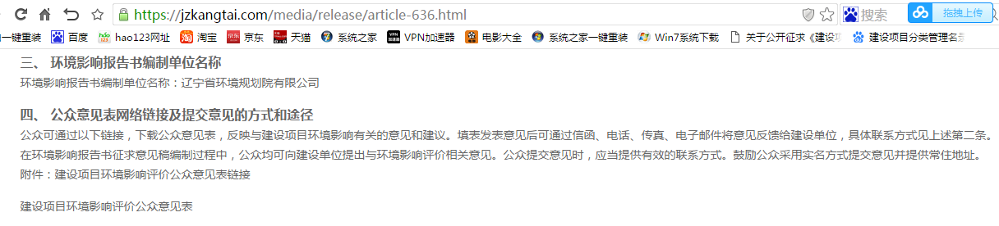 https://jzkangtai.com/media/release/article-636.html
搜索
拖拽上传
一键重装 百度 hao123网址 淘宝 京东 天猫 系统之家 VPN加速器 电影大全 系统之家一键重装 Win7系统下载 关于公开征求《建设项 建设项目分类管理名
三、 环境影响报告书编制单位名称
环境影响报告书编制单位名称：辽宁省环境规划院有限公司
四、 公众意见表网络链接及提交意见的方式和途径
公众可通过以下链接，下载公众意见表，反映与建设项目环境影响有关的意见和建议。填表发表意见后可通过信函、电话、传真、电子邮件将意见反馈给建设单位，具体联系方式见上述第二条。
在环境影响报告书征求意见稿编制过程中，公众均可向建设单位提出与环境影响评价相关意见。公众提交意见时，应当提供有效的联系方式。鼓励公众采用实名方式提交意见并提供常住地址。
附件：建设项目环境影响评价公众意见表链接
建设项目环境影响评价公众意见表